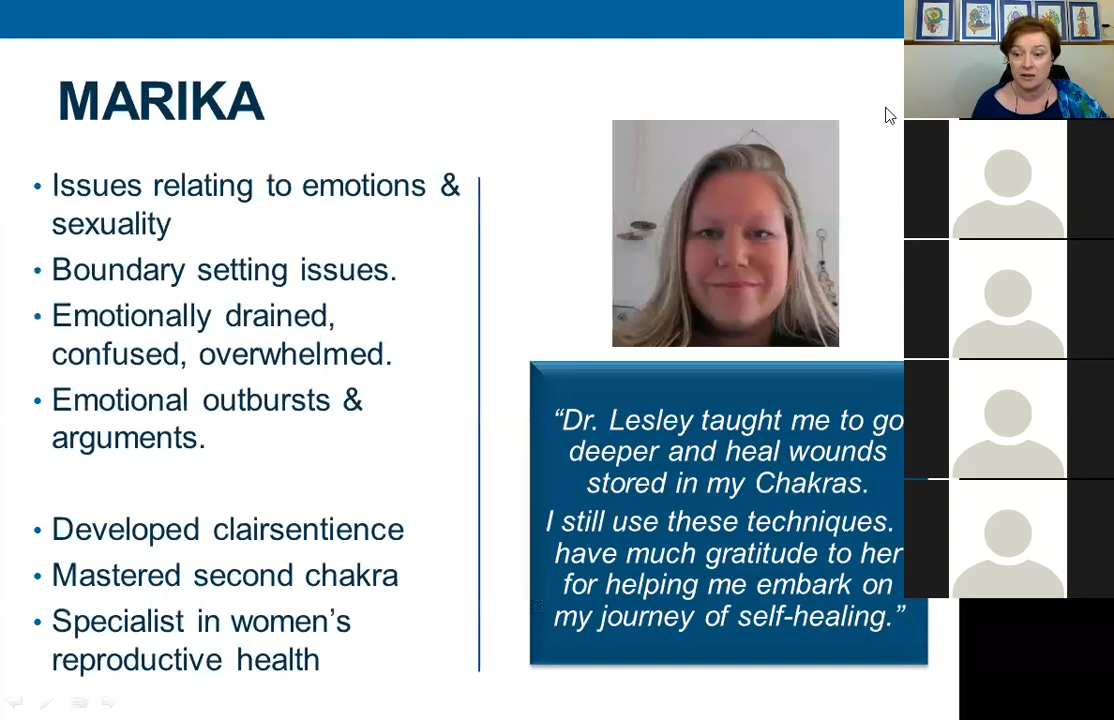 MARIKA
• Issues relating to emotions &
sexuality
• Boundary setting issues.
• Emotionally drained,
confused, overwhelmed.
• Emotional outbursts &
arguments.
• Developed clairsentience
• Mastered second chakra
• Specialist in women’s
reproductive health
“Dr. Lesley taught me to go
deeper and heal wounds
stored in my Chakras.
I still use these techniques.
have much gratitude to her
for helping me embark on
my journey of self-healing.”